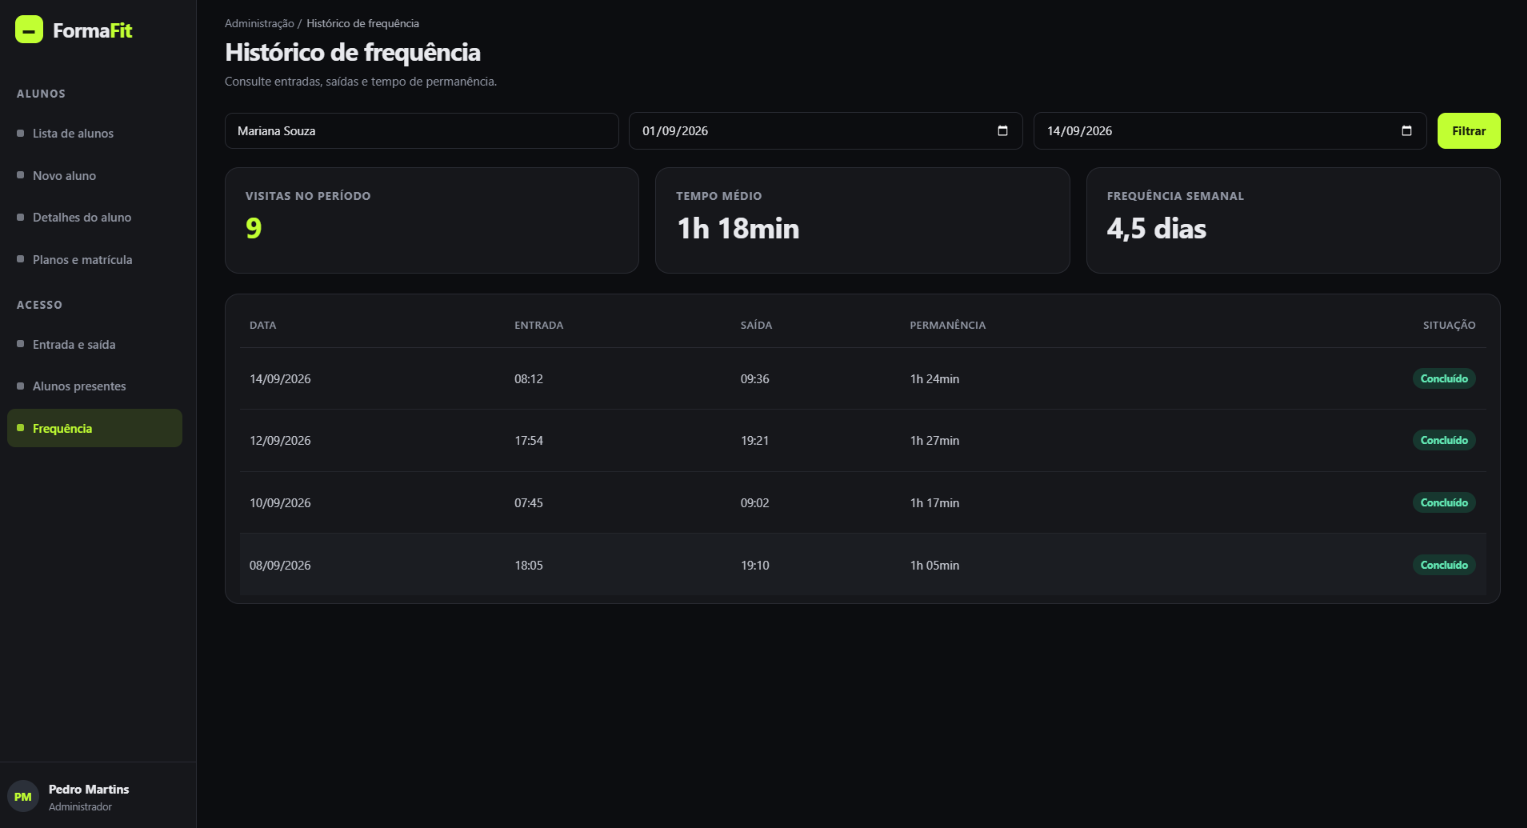 FormaFit
ALUNOS
Lista de alunos
Novo aluno
Detalhes do aluno
Planos e matrícula
ACESSO
Entrada e saída
Alunos presentes
Frequência
PM
Pedro Martins
Administrador
Administração / Histórico de frequência
Histórico de frequência
Consulte entradas, saídas e tempo de permanência.
Mariana Souza 01/09/2026 14/09/2026 Filtrar
VISITAS NO PERÍODO
9
TEMPO MÉDIO
1h 18min
FREQUÊNCIA SEMANAL
4,5 dias
DATA ENTRADA SAÍDA PERMANÊNCIA SITUAÇÃO
14/09/2026 08:12 09:36 1h 24min Concluído
12/09/2026 17:54 19:21 1h 27min Concluído
10/09/2026 07:45 09:02 1h 17min Concluído
08/09/2026 18:05 19:10 1h 05min Concluído